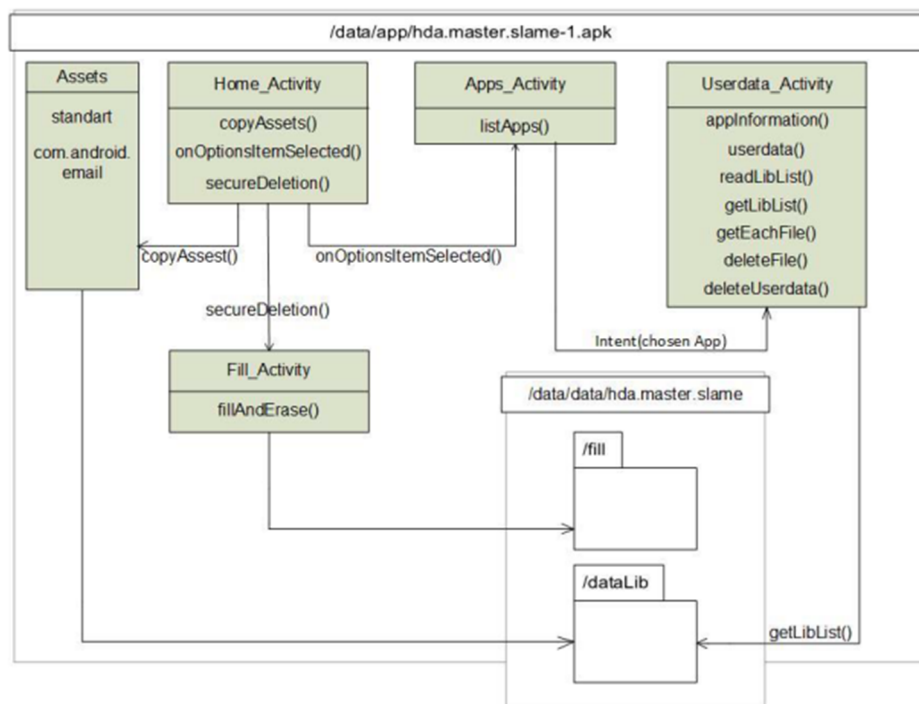 /data/app/hda.master.slame-1.apk
Assets
standart
com.android.
email
Home_Activity
copyAssets()
onOptionsItemSelected()
secureDeletion()
Apps_Activity
listApps()
Userdata_Activity
appInformation()
userdata()
readLibList()
getLibList()
getEachFile()
deleteFile()
deleteUserdata()
copyAssest()
onOptionsItemSelected()
secureDeletion()
Intent(chosen App)
Fill_Activity
fillAndErase()
/data/data/hda.master.slame
/fill
/dataLib
getLibList()